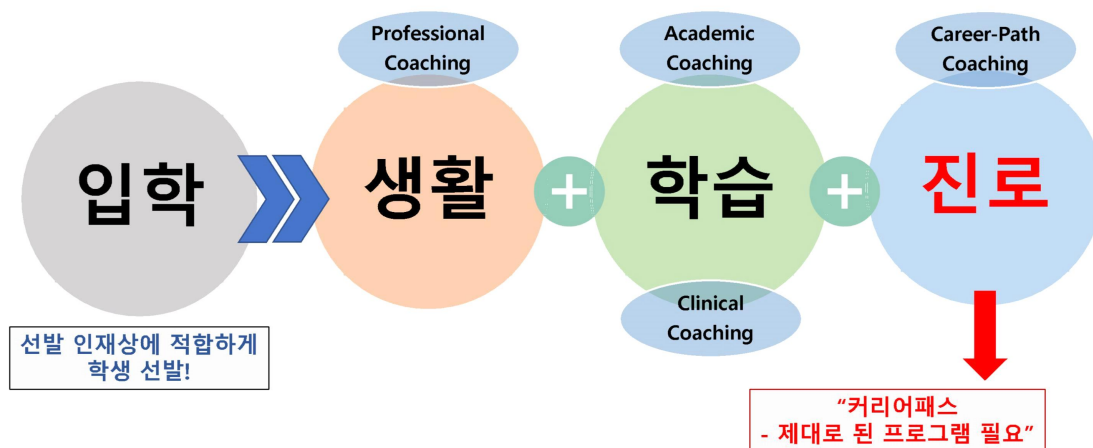 Professional
Coaching
Academic
Coaching
Career-Path
Coaching
입학
생활
+
학습
+
진로
Clinical
Coaching
선발 인재상에 적합하게
학생 선발!
“커리어패스
- 제대로 된 프로그램 필요”